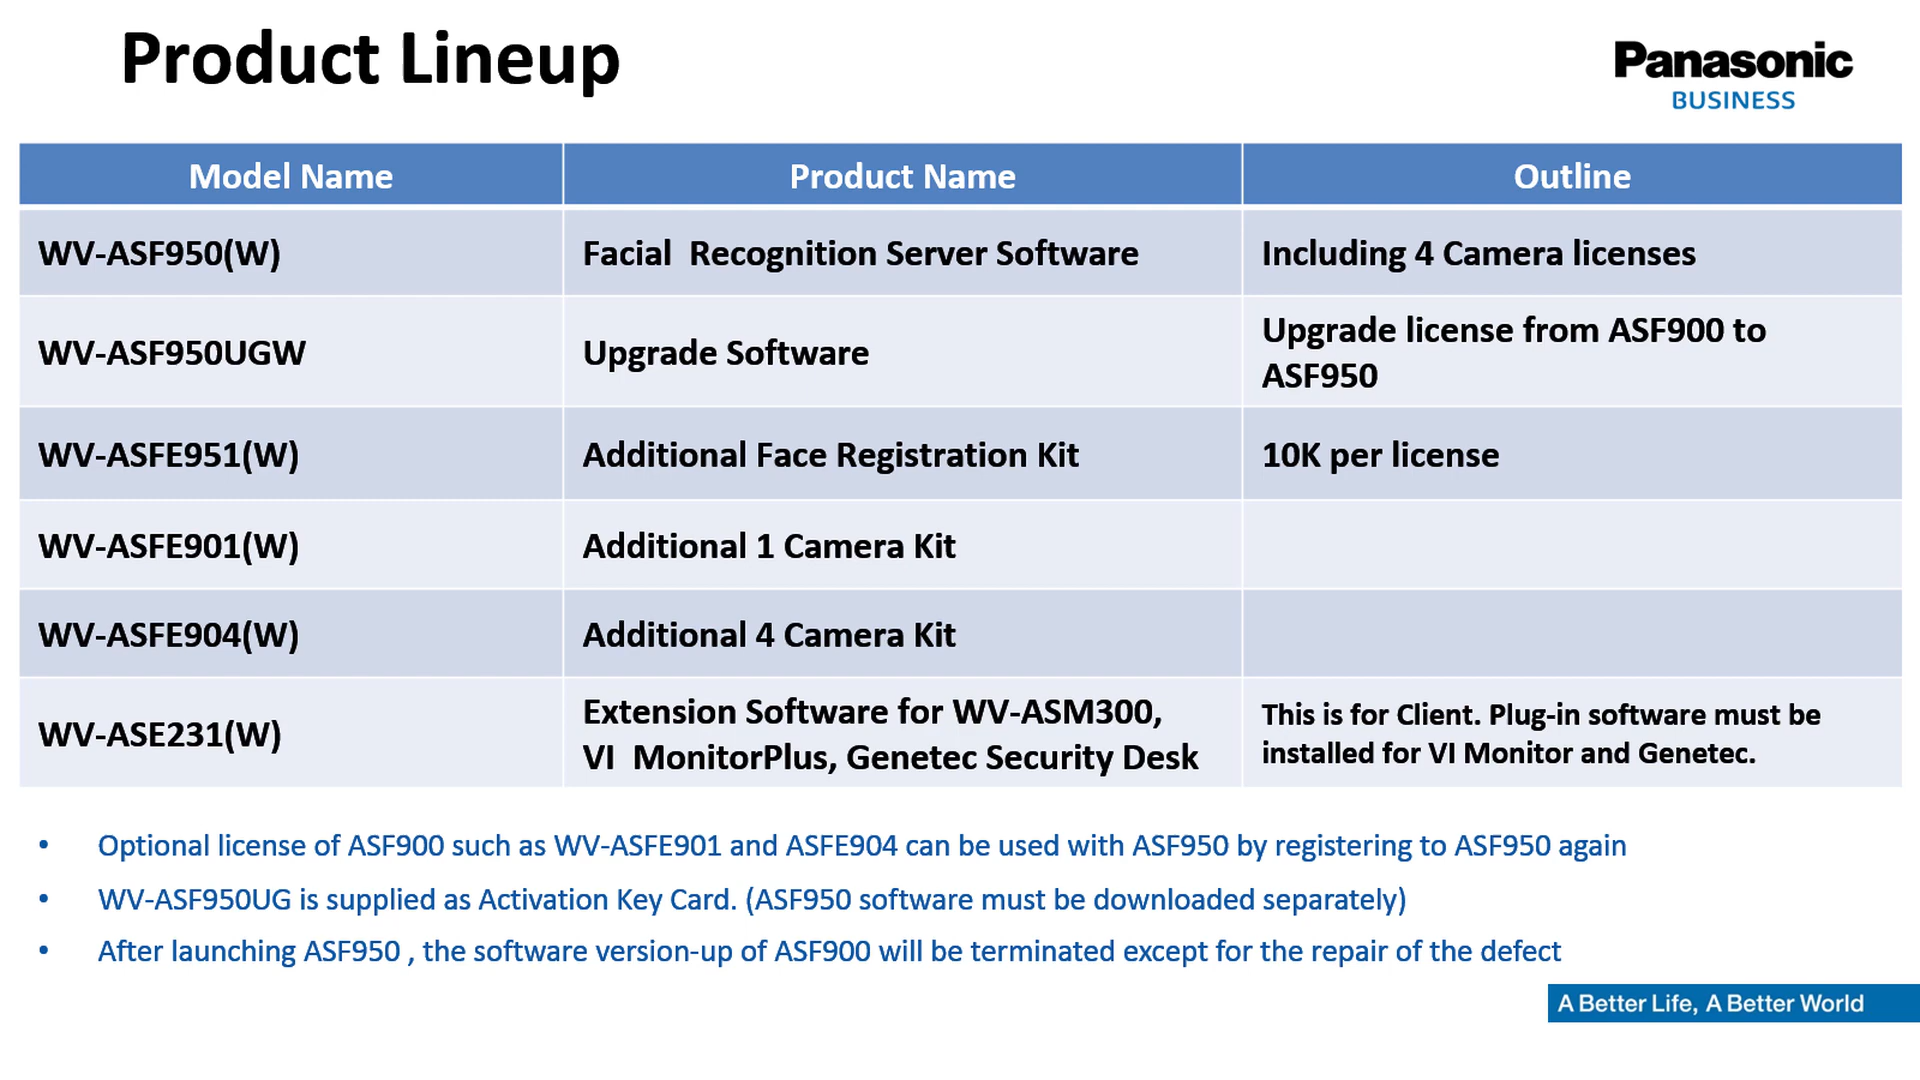 Product Lineup
Panasonic
BUSINESS
Model Name Product Name Outline
WV-ASF950(W) Facial Recognition Server Software Including 4 Camera licenses
WV-ASF950UGW Upgrade Software Upgrade license from ASF900 to
ASF950
WV-ASFE951(W) Additional Face Registration Kit 10K per license
WV-ASFE901(W) Additional 1 Camera Kit
WV-ASFE904(W) Additional 4 Camera Kit
WV-ASE231(W) Extension Software for WV-ASM300,
VI MonitorPlus, Genetec Security Desk
This is for Client. Plug-in software must be
installed for VI Monitor and Genetec.
• Optional license of ASF900 such as WV-ASFE901 and ASFE904 can be used with ASF950 by registering to ASF950 again
• WV-ASF950UG is supplied as Activation Key Card. (ASF950 software must be downloaded separately)
• After launching ASF950 , the software version-up of ASF900 will be terminated except for the repair of the defect
A Better Life, A Better World